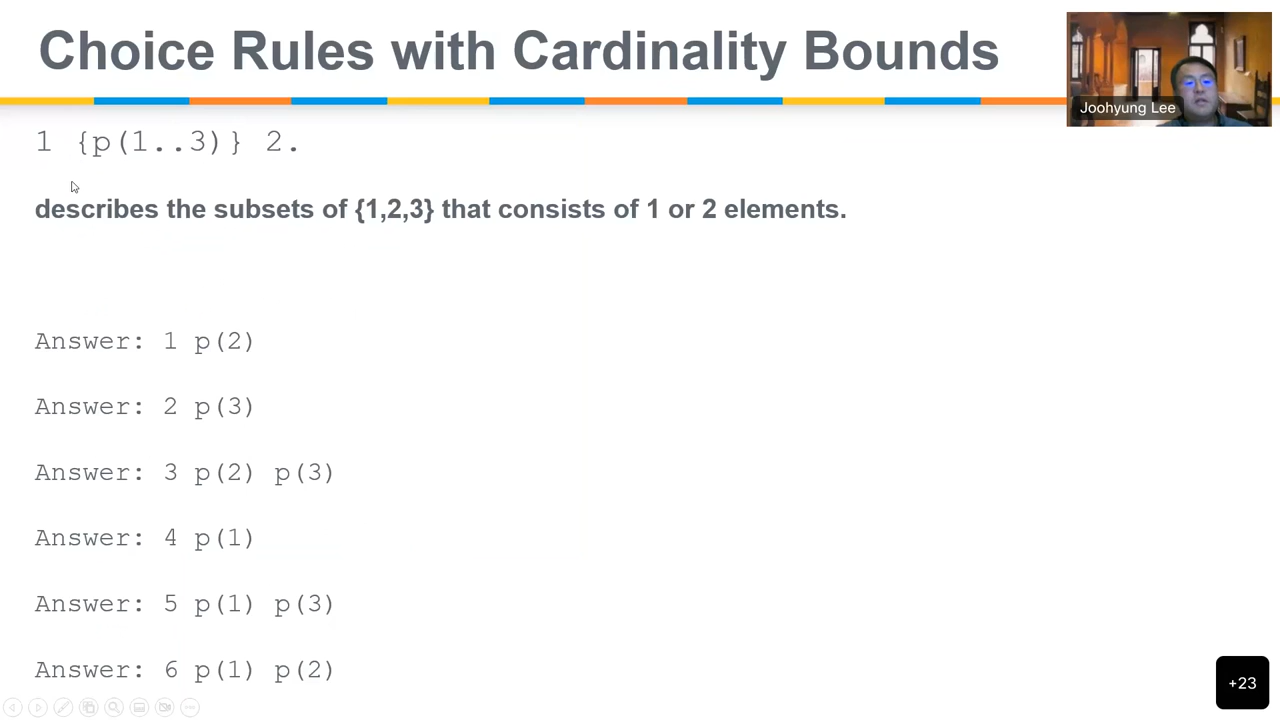 Choice Rules with Cardinality Bounds
Joohyung Lee
1 {p(1..3)} 2.
describes the subsets of {1,2,3} that consists of 1 or 2 elements.
Answer: 1 p(2)
Answer: 2 p(3)
Answer: 3 p(2) p(3)
Answer: 4 p(1)
Answer: 5 p(1) p(3)
Answer: 6 p(1) p(2)
+23